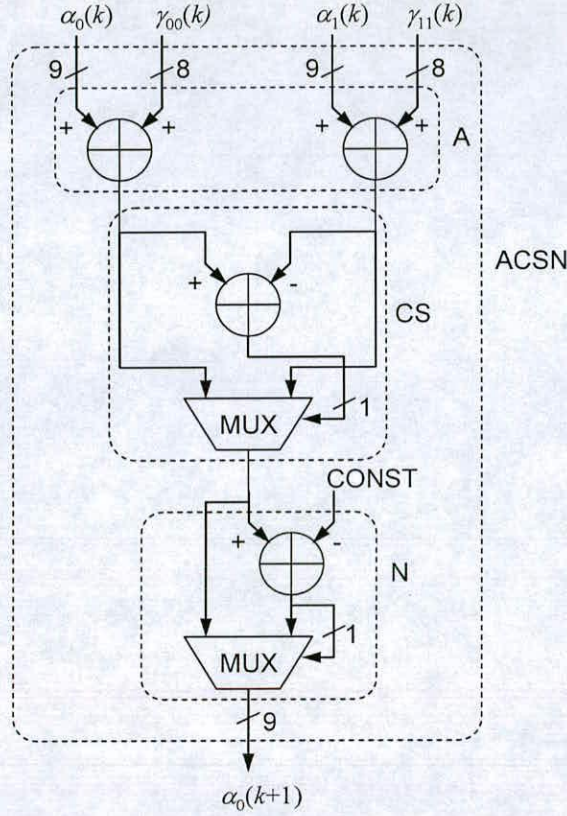 α₀(k) γ₀₀(k) α₁(k) γ₁₁(k)
9 8 9 8
+ + + +
A
ACSN
+ -
CS
1
MUX
CONST
+ -
N
1
MUX
9
α₀(k+1)